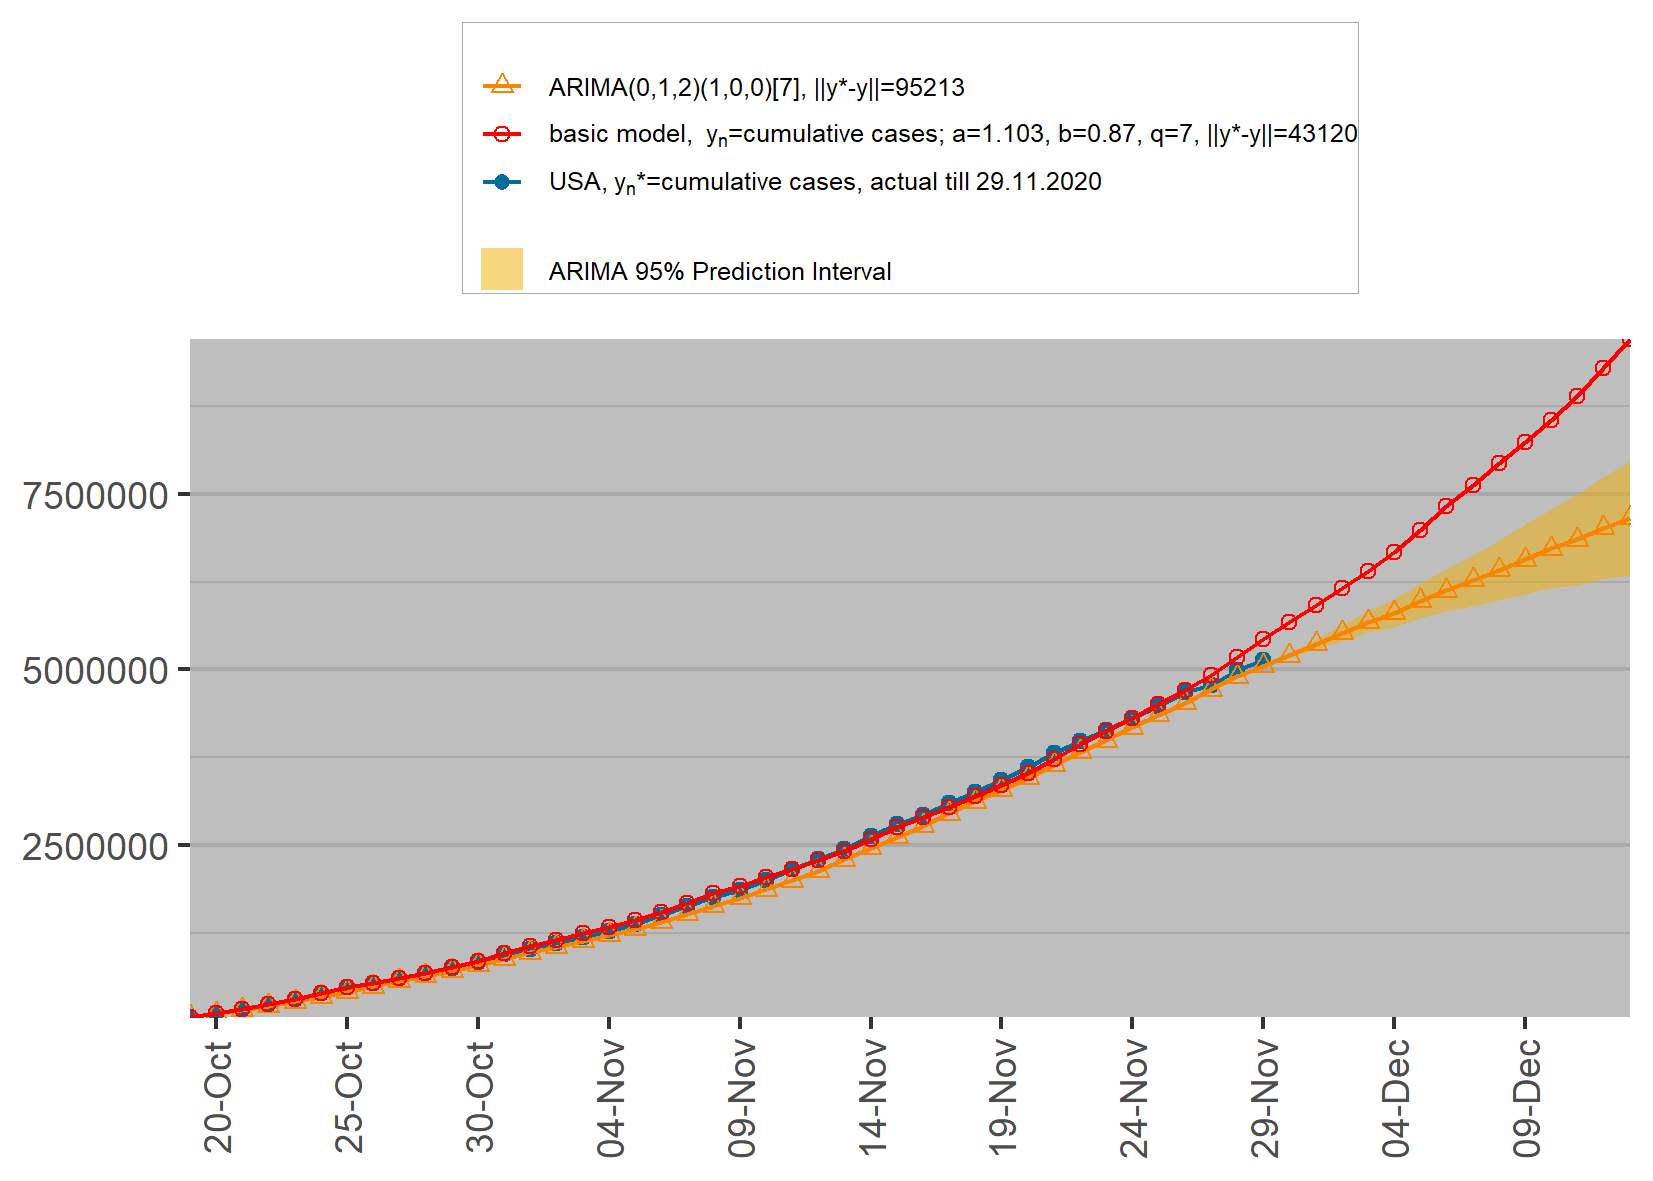 ARIMA(0,1,2)(1,0,0)[7], ||y*-y||=95213
basic model, yn=cumulative cases; a=1.103, b=0.87, q=7, ||y*-y||=43120
USA, yn*=cumulative cases, actual till 29.11.2020
ARIMA 95% Prediction Interval
7500000
5000000
2500000
20-Oct
25-Oct
30-Oct
04-Nov
09-Nov
14-Nov
19-Nov
24-Nov
29-Nov
04-Dec
09-Dec